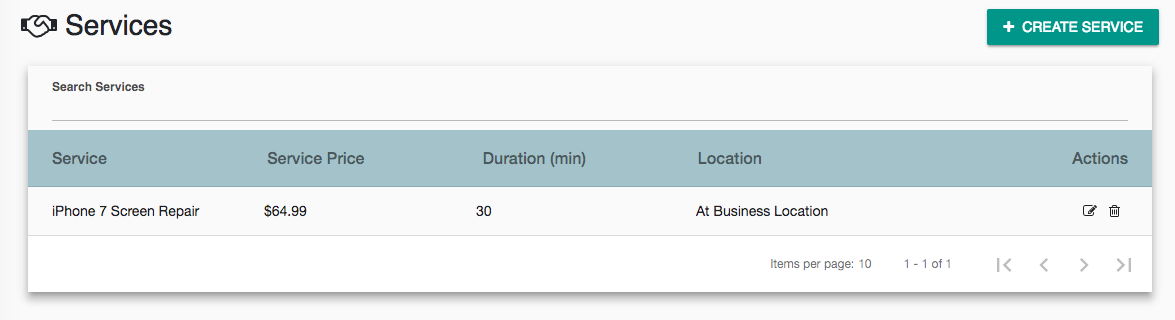 Services
+ CREATE SERVICE
Search Services
Service Service Price Duration (min) Location Actions
iPhone 7 Screen Repair $64.99 30 At Business Location
Items per page: 10 1 - 1 of 1